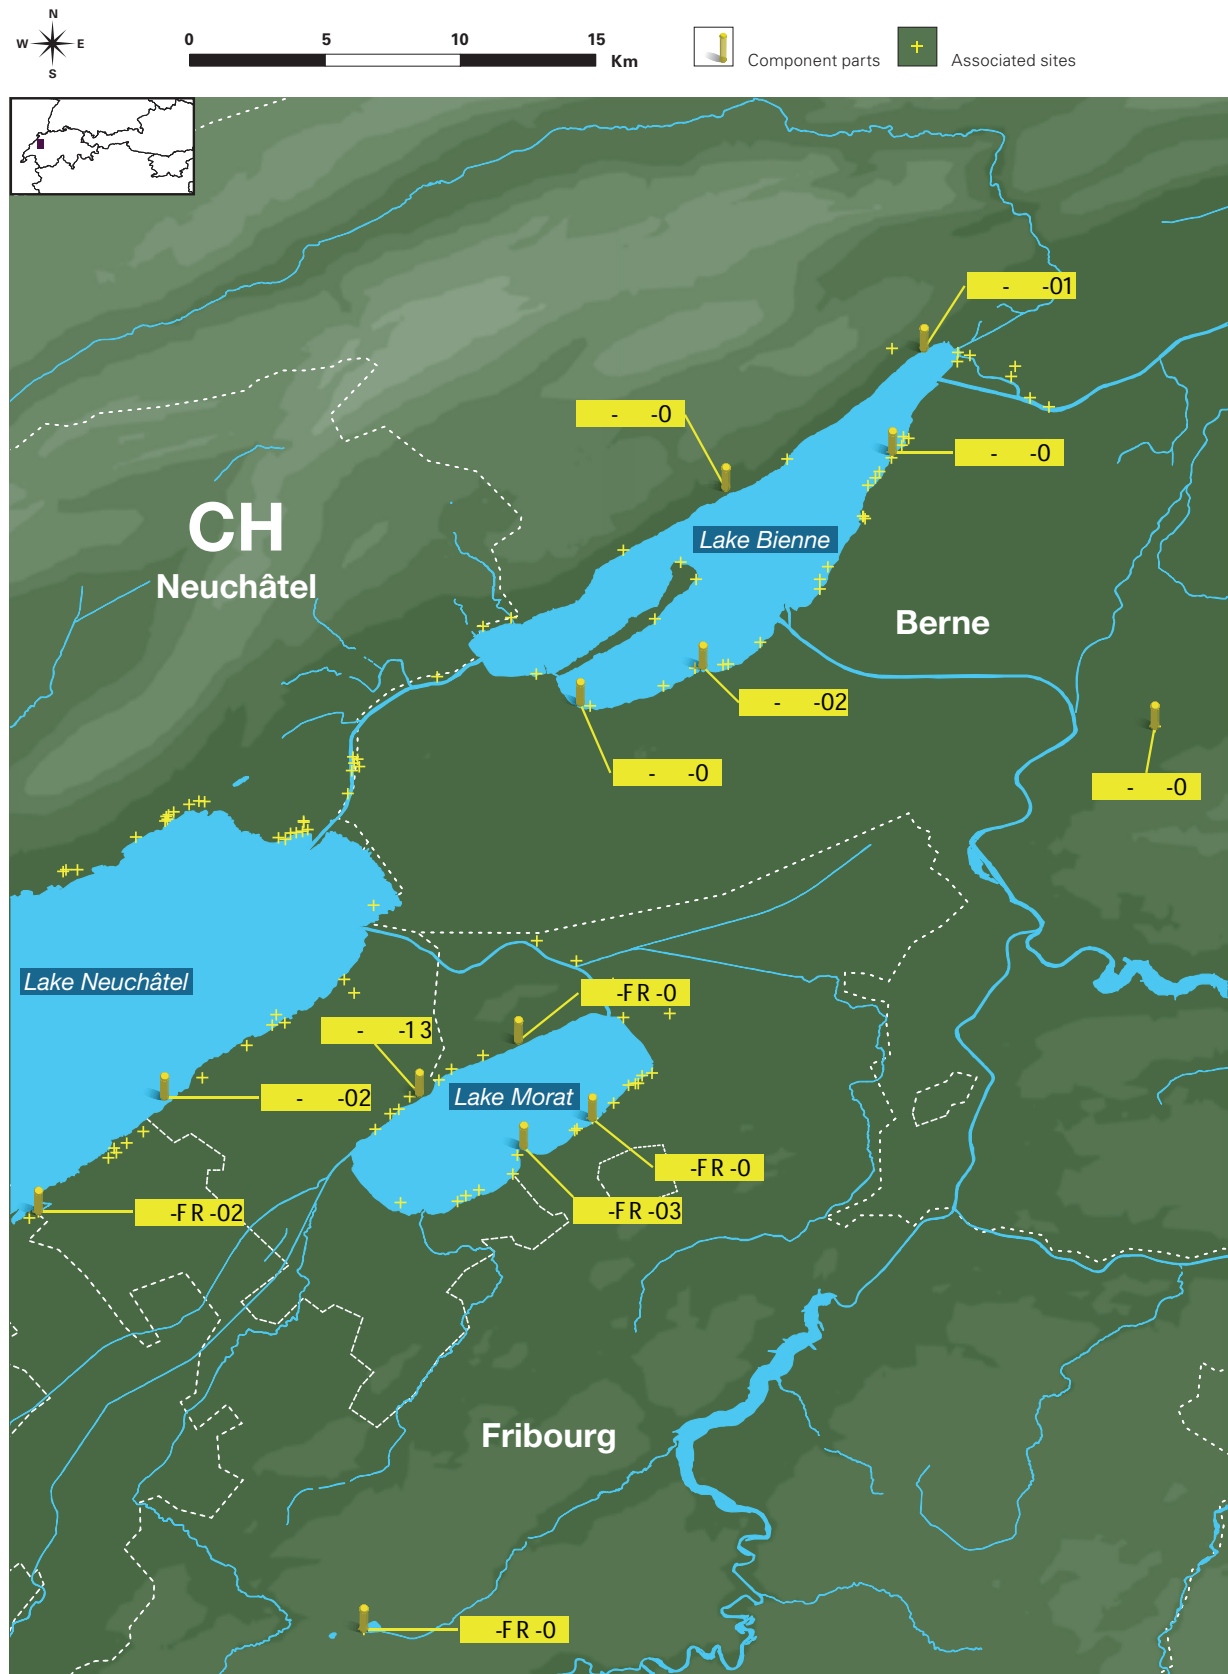 N
W E
S
0 5 10 15
Km
Component parts
Associated sites
- -01
- -0
- -0
CH
Neuchâtel
Lake Bienne
Berne
- -02
- -0
- -0
Lake Neuchâtel
-FR -0
- -13
- -02
Lake Morat
-FR -0
-FR -02
-FR -03
Fribourg
-FR -0